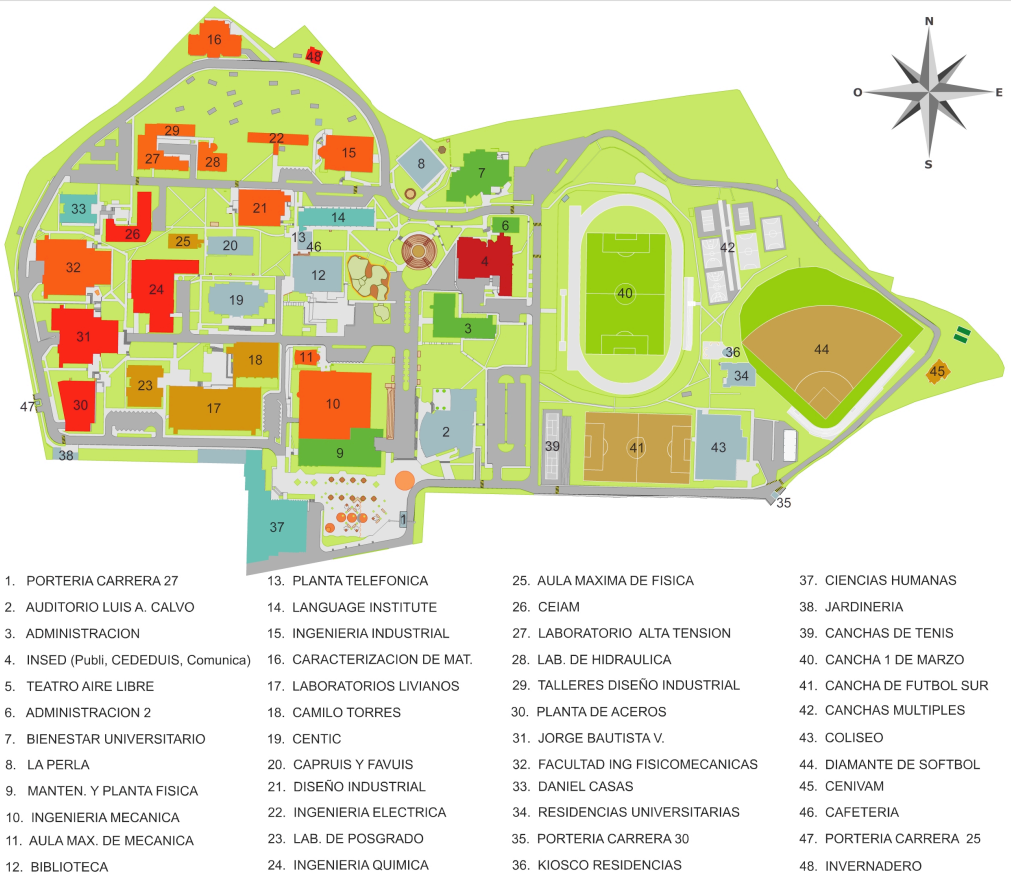 N
O
E
S
16
48
29
22
27
28
15
8
7
33
26
21
14
6
25
20
13
46
4
42
32
24
12
40
19
31
3
18
11
36
44
34
45
23
17
10
30
47
2
39
41
43
9
38
37
1
35
1. PORTERIA CARRERA 27
2. AUDITORIO LUIS A. CALVO
3. ADMINISTRACION
4. INSED (Publi, CEDEDUIS, Comunica)
5. TEATRO AIRE LIBRE
6. ADMINISTRACION 2
7. BIENESTAR UNIVERSITARIO
8. LA PERLA
9. MANTEN. Y PLANTA FISICA
10. INGENIERIA MECANICA
11. AULA MAX. DE MECANICA
12. BIBLIOTECA
13. PLANTA TELEFONICA
14. LANGUAGE INSTITUTE
15. INGENIERIA INDUSTRIAL
16. CARACTERIZACION DE MAT.
17. LABORATORIOS LIVIANOS
18. CAMILO TORRES
19. CENTIC
20. CAPRUIS Y FAVUIS
21. DISEÑO INDUSTRIAL
22. INGENIERIA ELECTRICA
23. LAB. DE POSGRADO
24. INGENIERIA QUIMICA
25. AULA MAXIMA DE FISICA
26. CEIAM
27. LABORATORIO ALTA TENSION
28. LAB. DE HIDRAULICA
29. TALLERES DISEÑO INDUSTRIAL
30. PLANTA DE ACEROS
31. JORGE BAUTISTA V.
32. FACULTAD ING FISICOMECANICAS
33. DANIEL CASAS
34. RESIDENCIAS UNIVERSITARIAS
35. PORTERIA CARRERA 30
36. KIOSCO RESIDENCIAS
37. CIENCIAS HUMANAS
38. JARDINERIA
39. CANCHAS DE TENIS
40. CANCHA 1 DE MARZO
41. CANCHA DE FUTBOL SUR
42. CANCHAS MULTIPLES
43. COLISEO
44. DIAMANTE DE SOFTBOL
45. CENIVAM
46. CAFETERIA
47. PORTERIA CARRERA 25
48. INVERNADERO